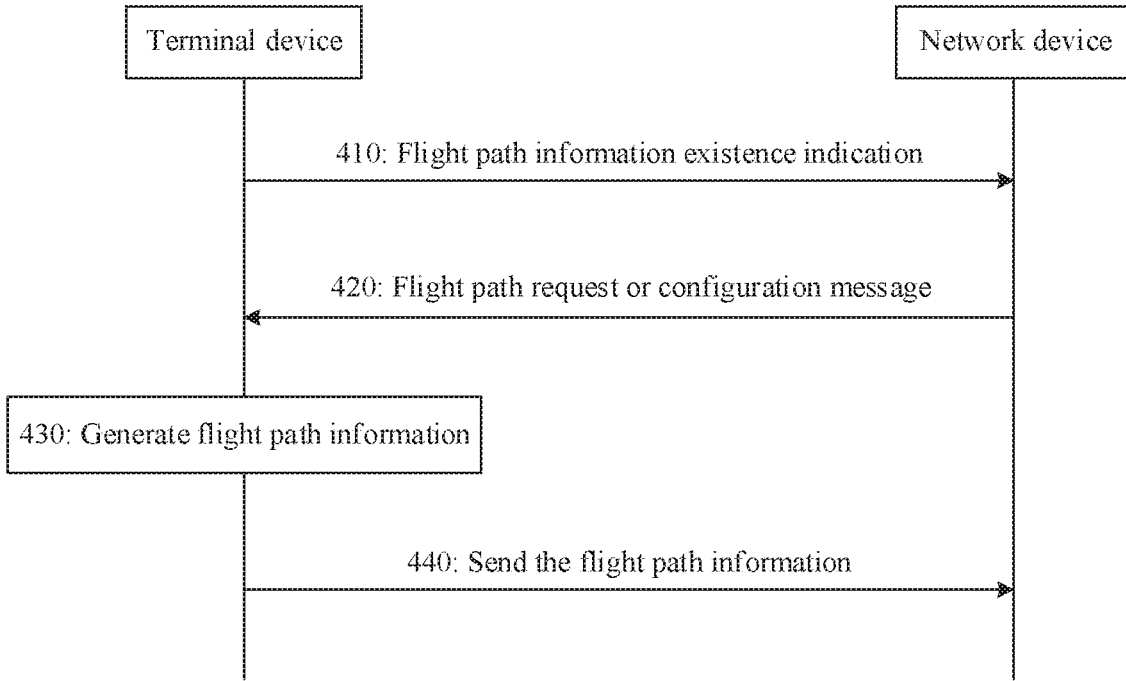 Terminal device
Network device
410: Flight path information existence indication
420: Flight path request or configuration message
430: Generate flight path information
440: Send the flight path information